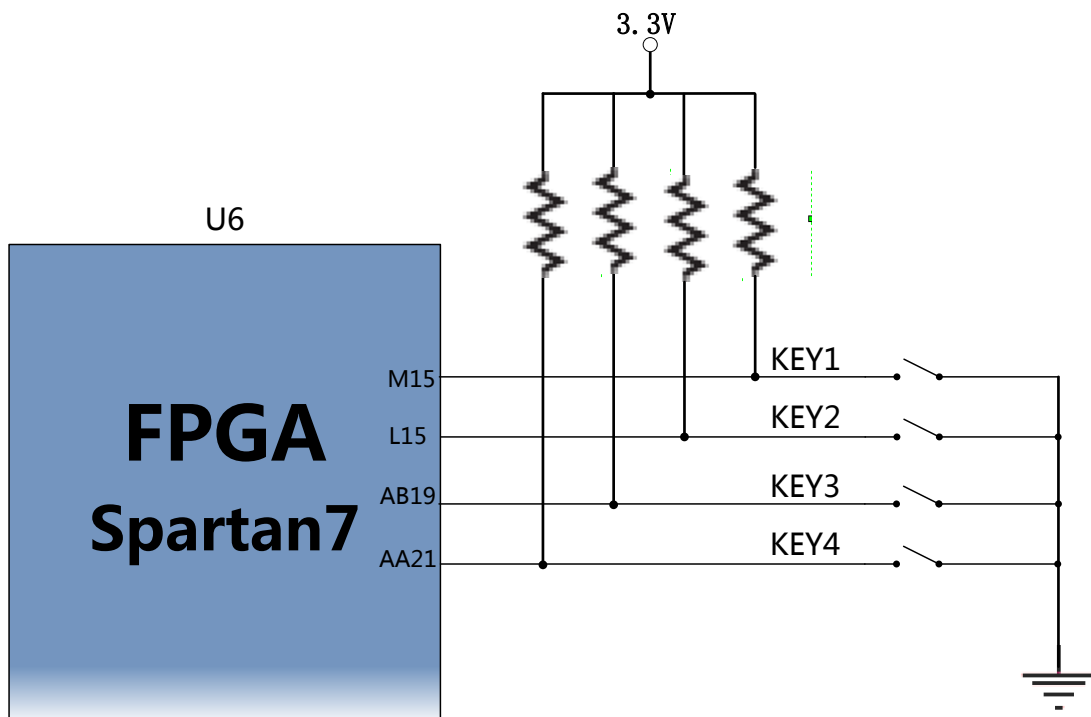 3.3V
U6
FPGA
Spartan7
M15
L15
AB19
AA21
KEY1
KEY2
KEY3
KEY4